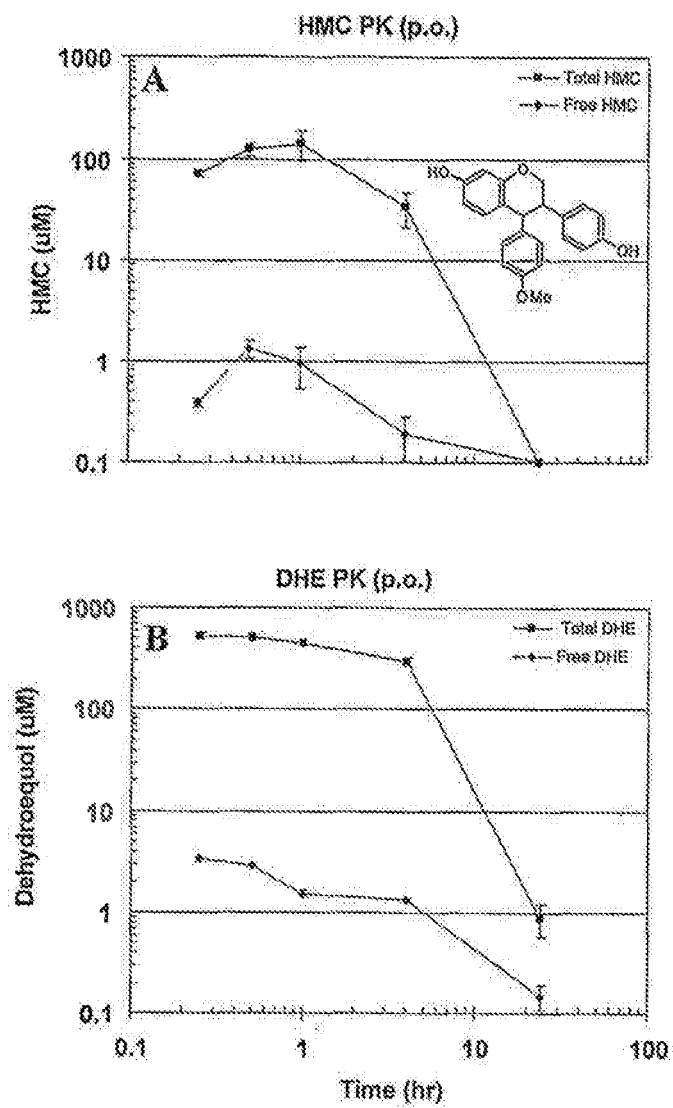 HMC PK (p.o.)
A
Total HMC
Free HMC
1000
100
10
1
0.1
HMC (uM)
HO
O
OH
OMe
DHE PK (p.o.)
B
Total DHE
Free DHE
1000
100
10
1
0.1
Dehydroequol (uM)
0.1
1
10
100
Time (hr)